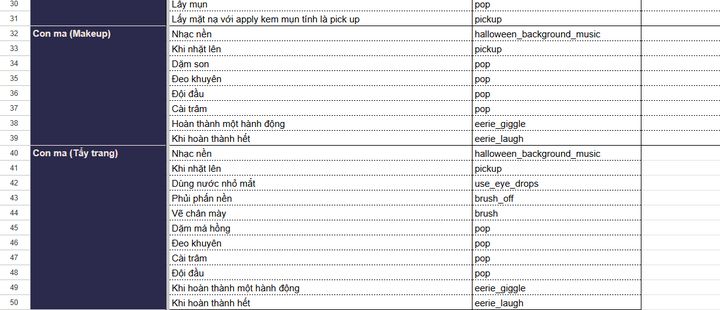 30 Lấy mụn pop
31 Lấy mặt nạ với apply kem mụn tính là pick up pickup
32 Con ma (Makeup) Nhạc nền halloween_background_music
33 Khi nhặt lên pickup
34 Dặm son pop
35 Đeo khuyên pop
36 Đội đầu pop
37 Cài trâm pop
38 Hoàn thành một hành động eerie_giggle
39 Khi hoàn thành hết eerie_laugh
40 Con ma (Tẩy trang) Nhạc nền halloween_background_music
41 Khi nhặt lên pickup
42 Dùng nước nhỏ mắt use_eye_drops
43 Phủi phấn nền brush_off
44 Vẽ chân mày brush
45 Dặm má hồng pop
46 Đeo khuyên pop
47 Cài trâm pop
48 Đội đầu pop
49 Khi hoàn thành một hành động eerie_giggle
50 Khi hoàn thành hết eerie_laugh